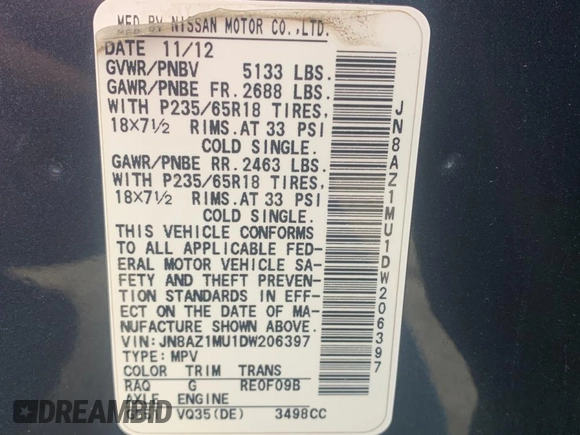 MFD BY NISSAN MOTOR CO.,LTD.
DATE 11/12
GVWR/PNBV 5133 LBS.
GAWR/PNBE FR.2688 LBS.
WITH P235/65R18 TIRES,
18×7½ RIMS.AT 33 PSI
COLD SINGLE.
GAWR/PNBE RR.2463 LBS.
WITH P235/65R18 TIRES,
18×7½ RIMS.AT 33 PSI
COLD SINGLE.
THIS VEHICLE CONFORMS
TO ALL APPLICABLE FED-
ERAL MOTOR VEHICLE SA-
FETY AND THEFT PREVEN-
TION STANDARDS IN EFF-
ECT ON THE DATE OF MA-
NUFACTURE SHOWN ABOVE.
VIN: JN8AZ1MU1DW206397
TYPE: MPV
COLOR TRIM TRANS
RAQ G RE0F09B
AXLE ENGINE
VQ35(DE) 3498CC
JN8AZ1MU1DW206397
DREAMBID